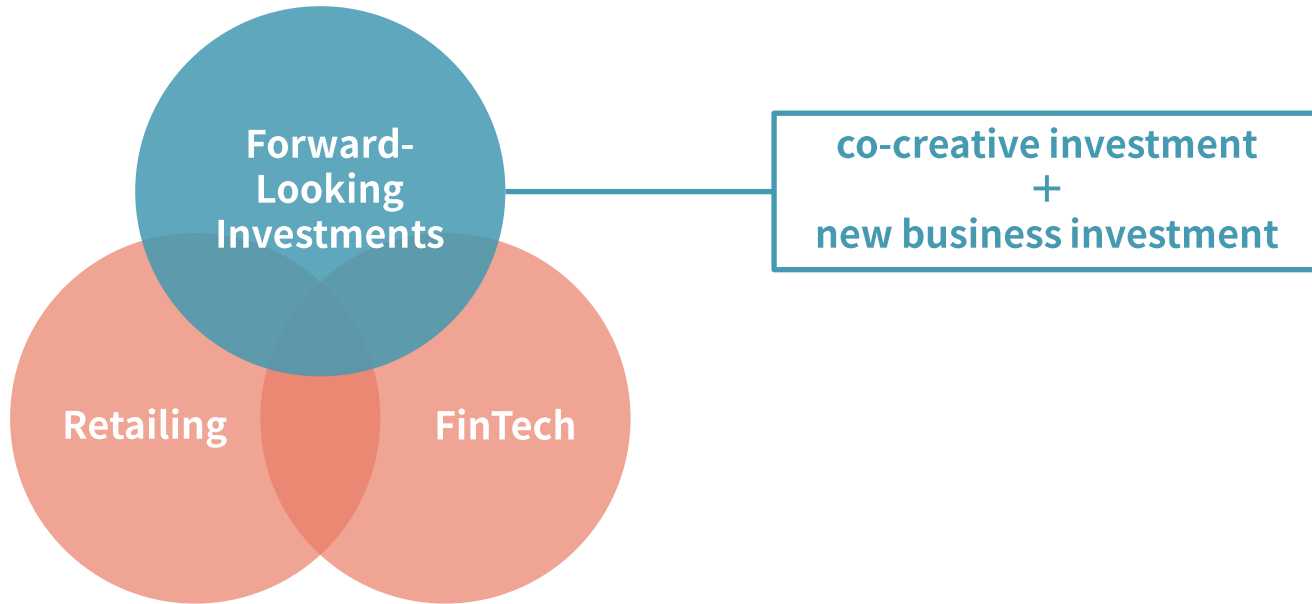 Forward-
Looking
Investments
co-creative investment
+
new business investment
Retailing
FinTech